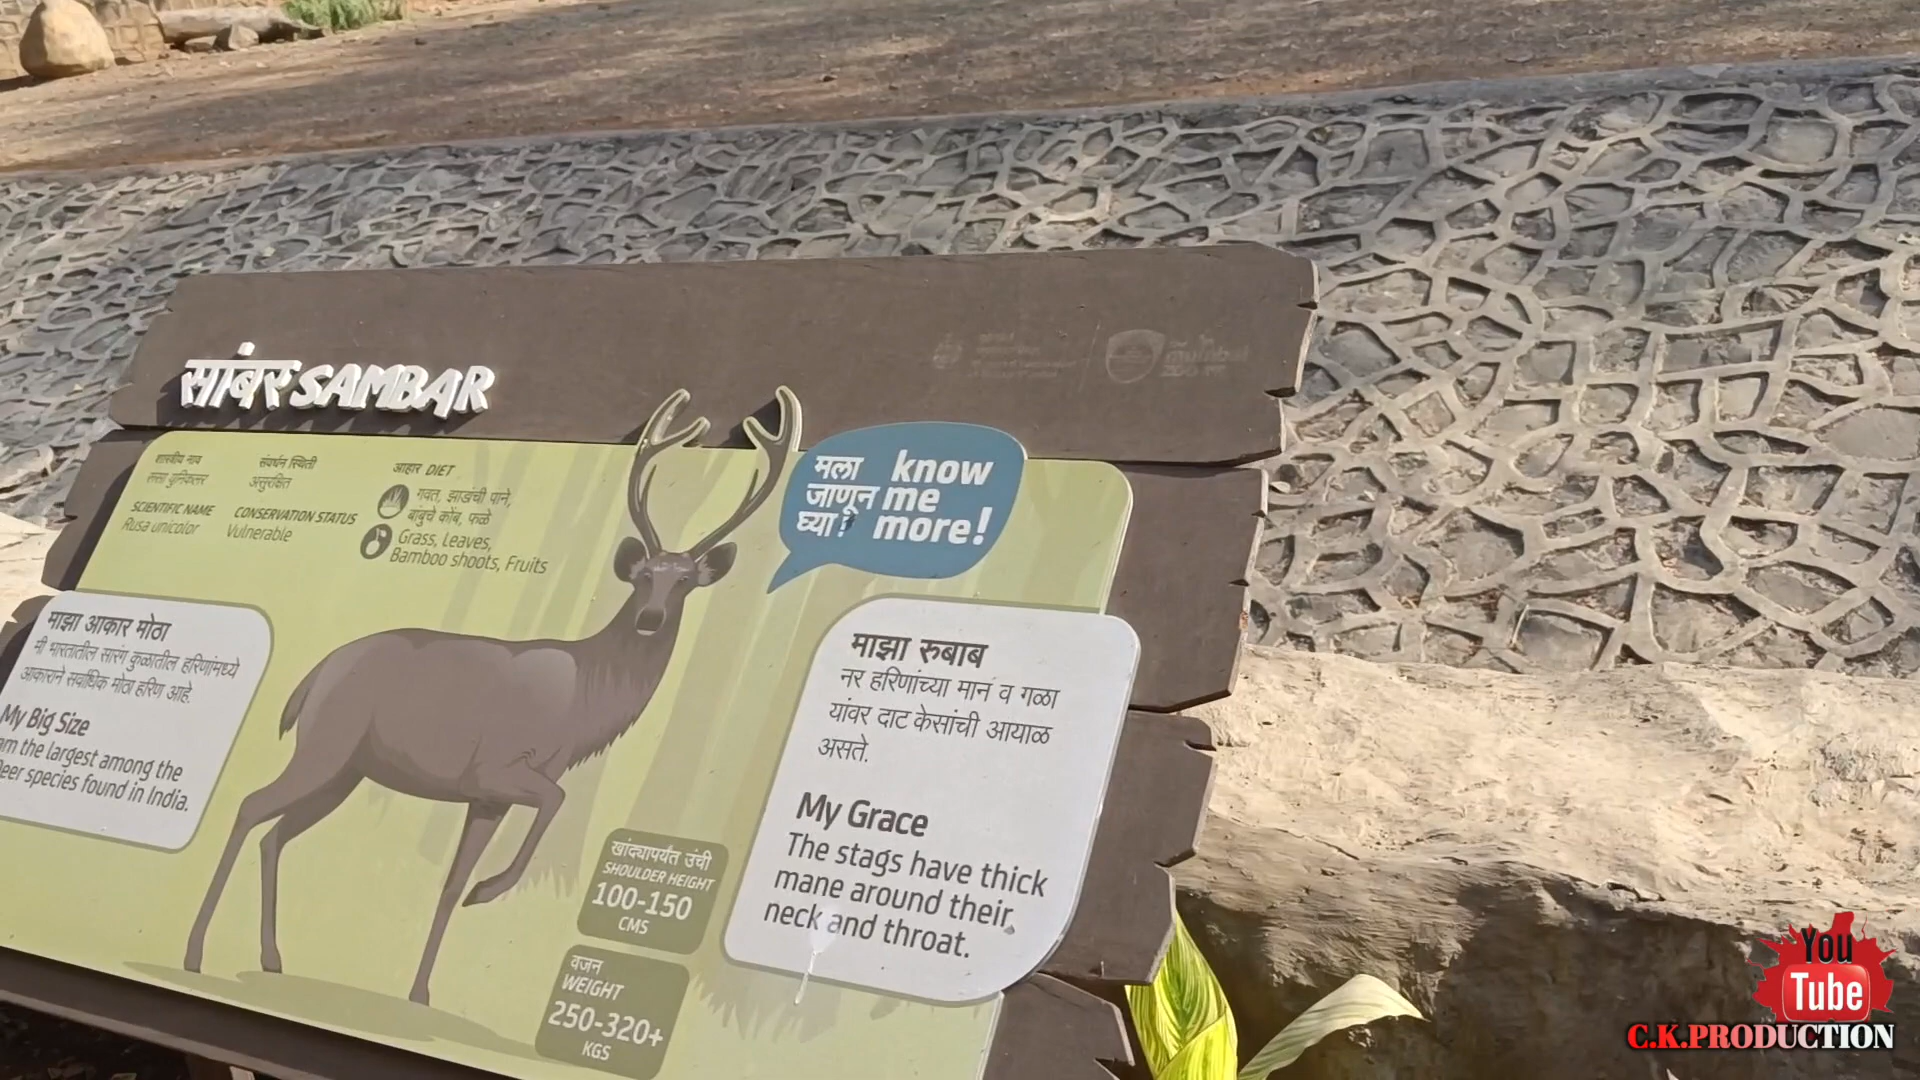 सांबर SAMBAR
शास्त्रीय नाव
रुसा युनिकलर
SCIENTIFIC NAME
Rusa unicolor
संवर्धन स्थिती
असुरक्षित
CONSERVATION STATUS
Vulnerable
आहार DIET
गवत, झाडांची पाने,
बांबुचे कोंब, फळे
Grass, Leaves,
Bamboo shoots, Fruits
मला
जाणून
घ्या!
know
me
more!
माझा आकार मोठा
मी भारतातील सारंग कुळातील हरिणांमध्ये
आकाराने सर्वाधिक मोठा हरिण आहे.
My Big Size
am the largest among the
Deer species found in India.
माझा रुबाब
नर हरिणांच्या मान व गळा
यांवर दाट केसांची आयाळ
असते.
My Grace
The stags have thick
mane around their
neck and throat.
खांद्यापर्यंत उंची
SHOULDER HEIGHT
100-150
CMS
वजन
WEIGHT
250-320+
KGS
You
Tube
C.K.PRODUCTION